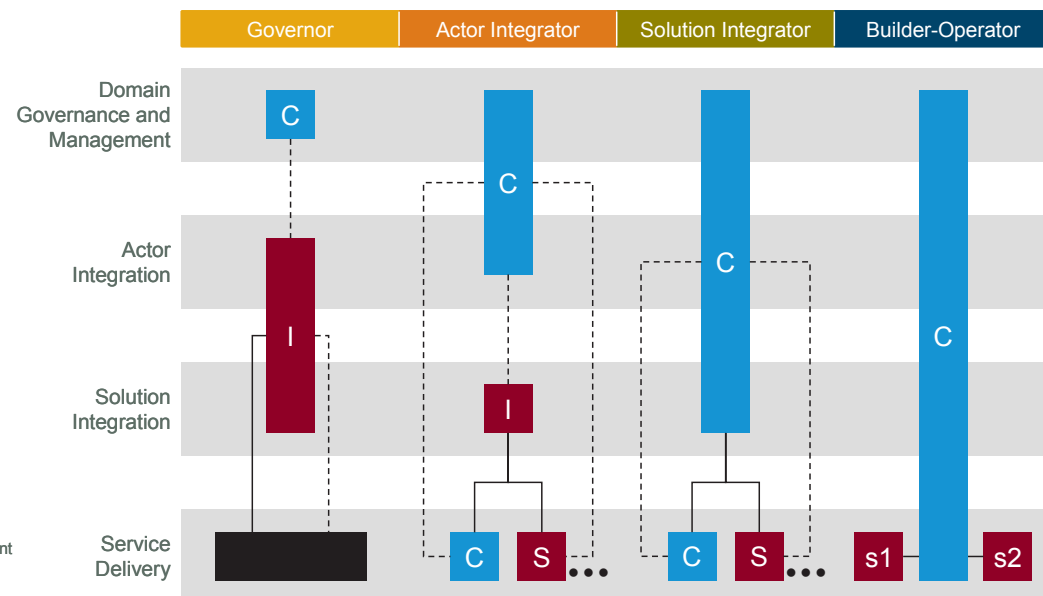 Governor
Actor Integrator
Solution Integrator
Builder-Operator
Domain
Governance and
Management
C
C
C
C
Actor
Integration
I
Solution
Integration
I
nt
Service
Delivery
C
S
C
S
s1
s2